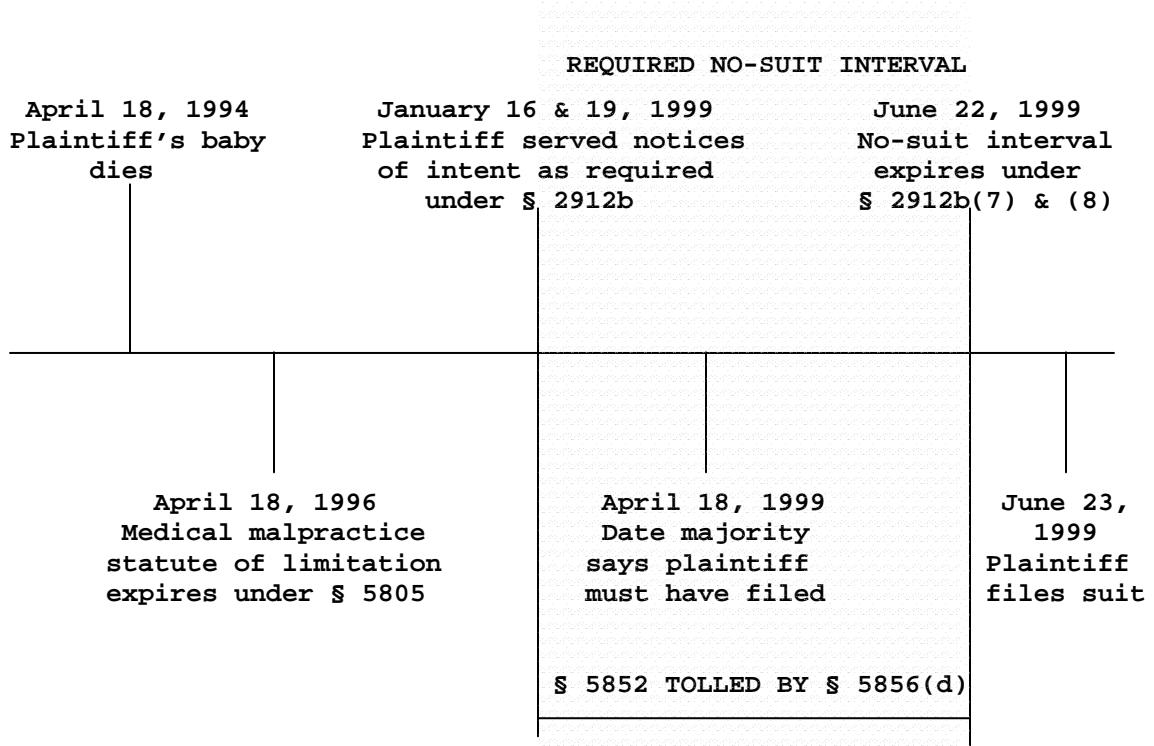 REQUIRED NO-SUIT INTERVAL
April 18, 1994
Plaintiff's baby
dies
January 16 & 19, 1999
Plaintiff served notices
of intent as required
under § 2912b
June 22, 1999
No-suit interval
expires under
§ 2912b(7) & (8)
April 18, 1996
Medical malpractice
statute of limitation
expires under § 5805
April 18, 1999
Date majority
says plaintiff
must have filed
June 23,
1999
Plaintiff
files suit
§ 5852 TOLLED BY § 5856(d)